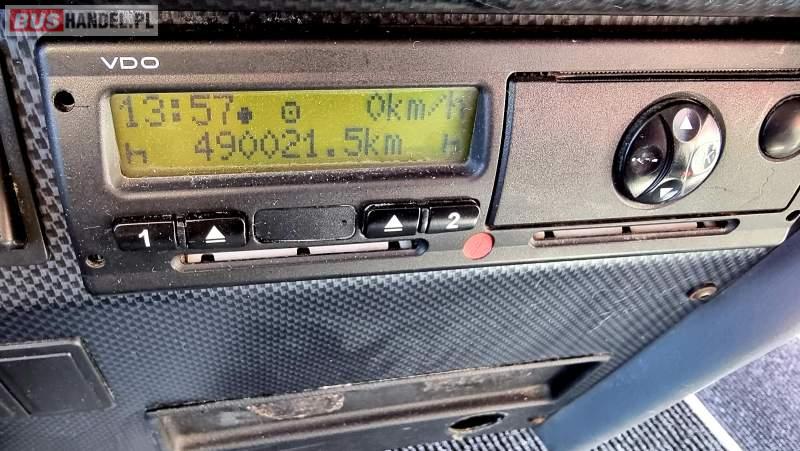 BUSHANDEL.PL
VDO
13:57 0km/h
490021.5km
1 2